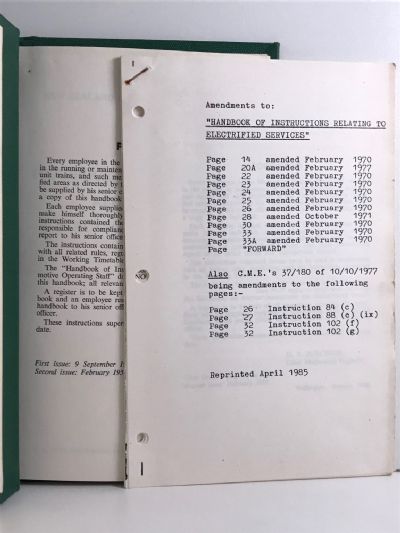 Amendments to:
"HANDBOOK OF INSTRUCTIONS RELATING TO
ELECTRIFIED SERVICES"
Page 14 amended February 1970
Page 20A amended February 1977
Page 22 amended February 1970
Page 23 amended February 1970
Page 24 amended February 1970
Page 25 amended February 1970
Page 26 amended February 1970
Page 28 amended October 1971
Page 30 amended February 1970
Page 33 amended February 1970
Page 33A amended February 1970
Page "FORWARD"
Also C.M.E.'s 37/180 of 10/10/1977
being amendments to the following
pages:-
Page 26 Instruction 84 (c)
Page 27 Instruction 88 (c) (ix)
Page 32 Instruction 102 (f)
Page 32 Instruction 102 (g)
Reprinted April 1985
F
Every employee in the
in the running or mainten
unit trains, and such me
fied areas as directed by t
be supplied by his senior o
a copy of this handbook
Each employee supplie
make himself thoroughly
instructions contained the
responsible for complianc
report to his senior office
The instructions contain
with all related rules, regu
in the Working Timetable
The "Handbook of Ins
motive Operating Staff" d
this handbook; all relevan
A register is to be kept
book and an employee re
handbook to his senior off
officer.
These instructions super
date.
First issue: 9 September 1
Second issue: February 195